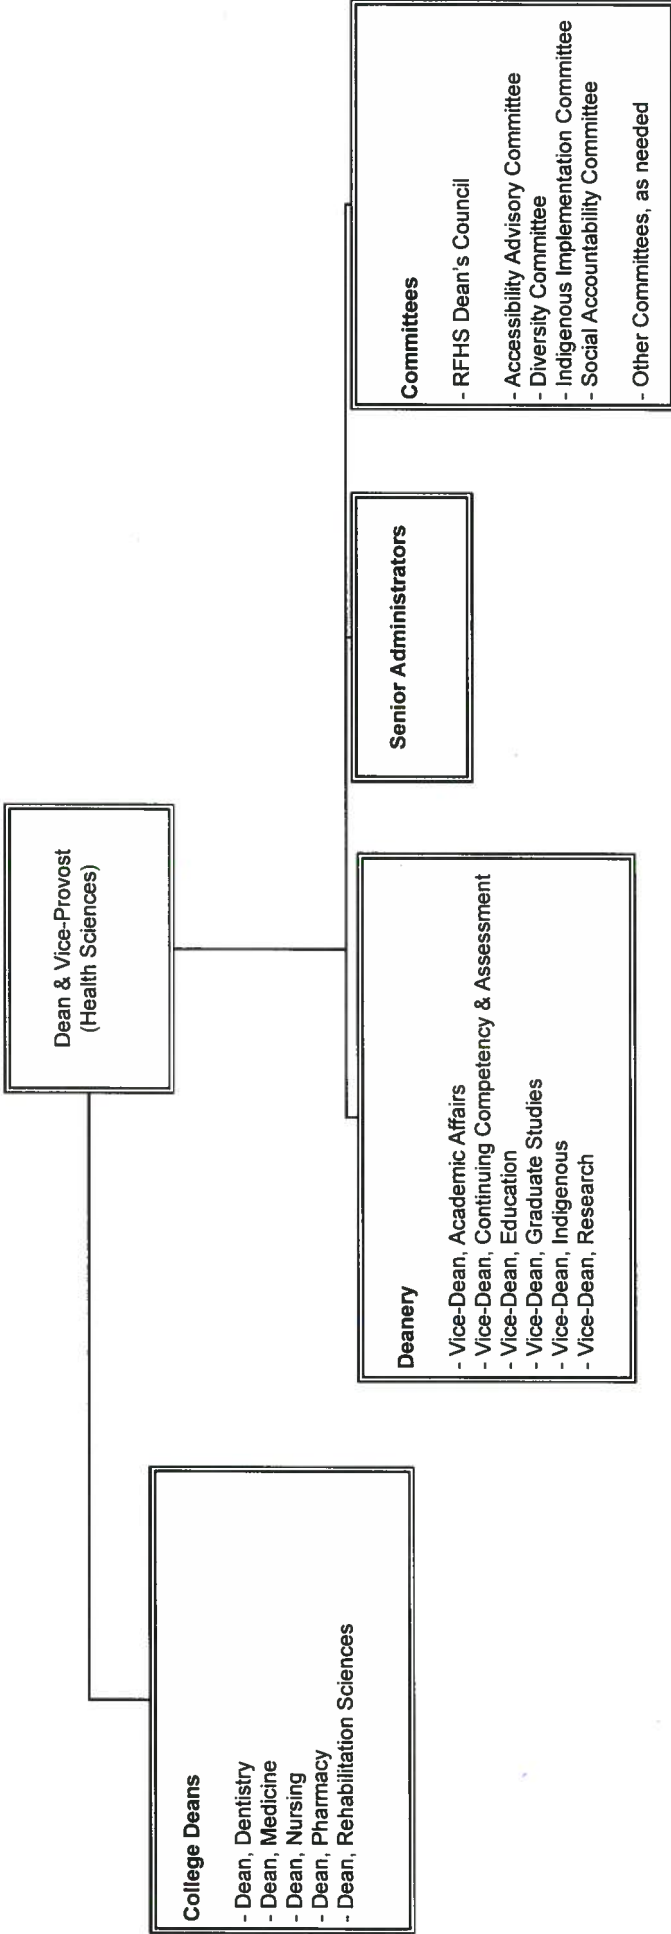 Dean & Vice-Provost
(Health Sciences)
College Deans
- Dean, Dentistry
- Dean, Medicine
- Dean, Nursing
- Dean, Pharmacy
- Dean, Rehabilitation Sciences
Deanery
- Vice-Dean, Academic Affairs
- Vice-Dean, Continuing Competency & Assessment
- Vice-Dean, Education
- Vice-Dean, Graduate Studies
- Vice-Dean, Indigenous
- Vice-Dean, Research
Senior Administrators
Committees
- RFHS Dean's Council
- Accessibility Advisory Committee
- Diversity Committee
- Indigenous Implementation Committee
- Social Accountability Committee
- Other Committees, as needed